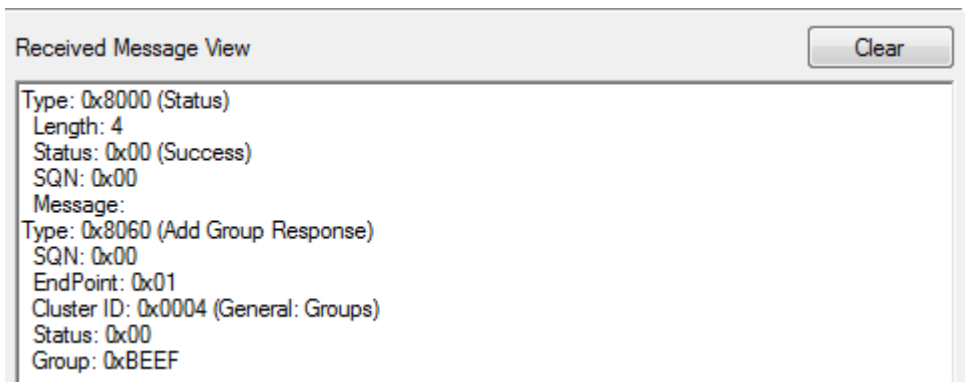 Received Message View
Clear
Type: 0x8000 (Status)
Length: 4
Status: 0x00 (Success)
SQN: 0x00
Message:
Type: 0x8060 (Add Group Response)
SQN: 0x00
EndPoint: 0x01
Cluster ID: 0x0004 (General: Groups)
Status: 0x00
Group: 0xBEEF